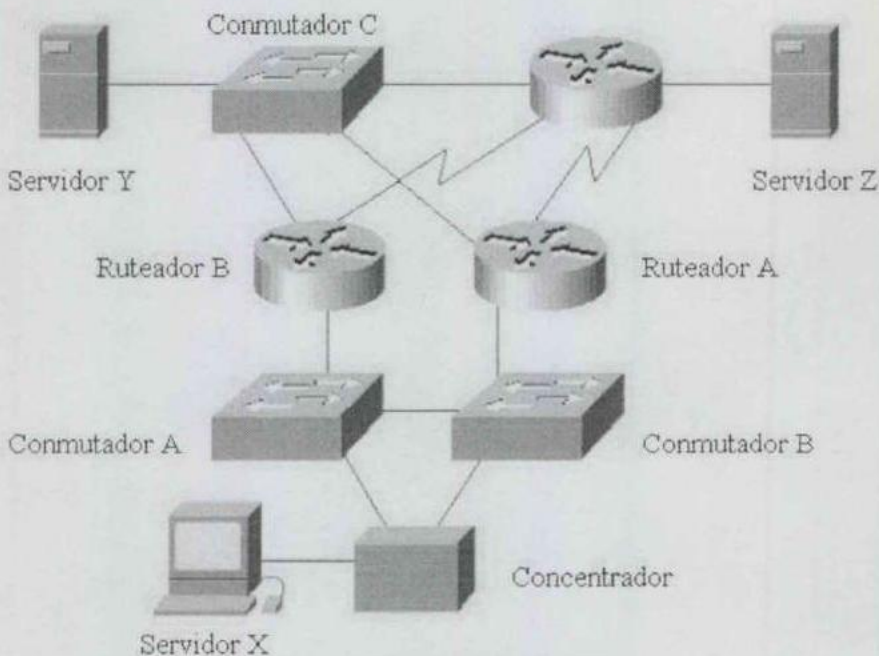 Conmutador C
Servidor Y
Servidor Z
Ruteador B
Ruteador A
Conmutador A
Conmutador B
Concentrador
Servidor X